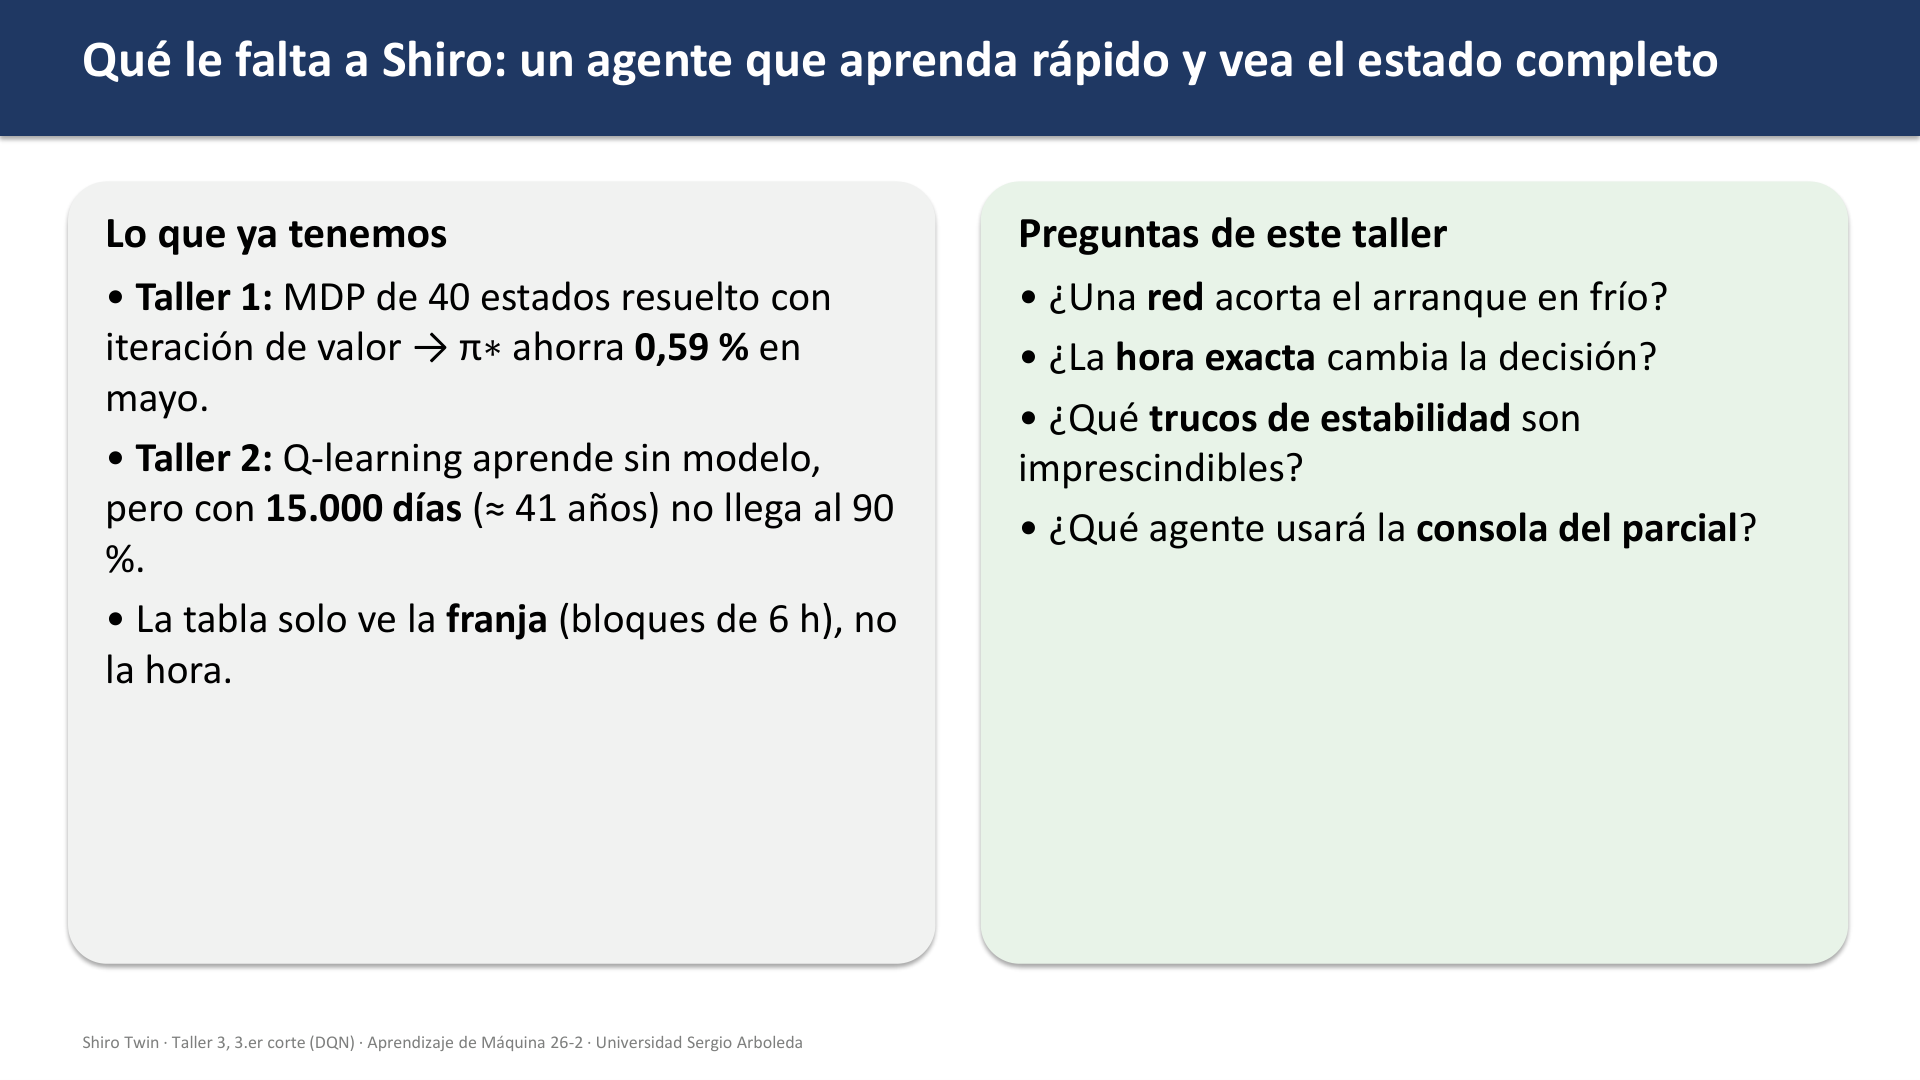 Qué le falta a Shiro: un agente que aprenda rápido y vea el estado completo
Lo que ya tenemos
• Taller 1: MDP de 40 estados resuelto con
iteración de valor → π∗ ahorra 0,59 % en
mayo.
• Taller 2: Q-learning aprende sin modelo,
pero con 15.000 días (≈ 41 años) no llega al 90
%.
• La tabla solo ve la franja (bloques de 6 h), no
la hora.
Preguntas de este taller
• ¿Una red acorta el arranque en frío?
• ¿La hora exacta cambia la decisión?
• ¿Qué trucos de estabilidad son
imprescindibles?
• ¿Qué agente usará la consola del parcial?
Shiro Twin · Taller 3, 3.er corte (DQN) · Aprendizaje de Máquina 26-2 · Universidad Sergio Arboleda